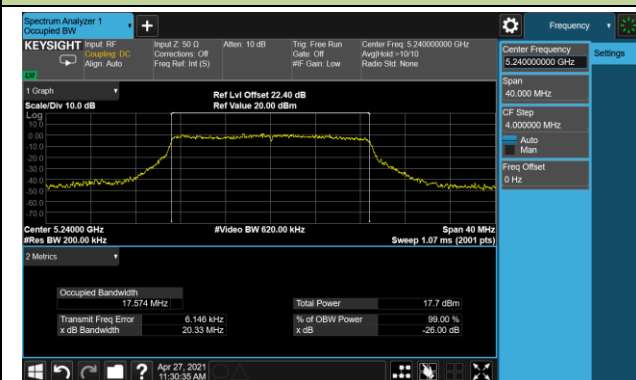 Spectrum Analyzer 1
Occupied BW
+
Frequency
KEYSIGHT
Input: RF
Coupling: DC
Align: Auto
Input Z: 50 Ω
Corrections: Off
Freq Ref: Int (S)
Atten: 10 dB
Trig: Free Run
Gate: Off
#IF Gain: Low
Center Freq: 5.240000000 GHz
Avg|Hold:>10/10
Radio Std: None
LXI
Center Frequency
5.240000000 GHz
Settings
Span
40.000 MHz
CF Step
4.000000 MHz
Auto
Man
Freq Offset
0 Hz
1 Graph
Scale/Div 10.0 dB
Ref Lvl Offset 22.40 dB
Ref Value 20.00 dBm
Log
10.0
0.00
-10.0
-20.0
-30.0
-40.0
-50.0
-60.0
-70.0
Center 5.24000 GHz
#Res BW 200.00 kHz
#Video BW 620.00 kHz
Span 40 MHz
Sweep 1.07 ms (2001 pts)
2 Metrics
Occupied Bandwidth
17.574 MHz
Total Power 17.7 dBm
Transmit Freq Error 6.146 kHz
% of OBW Power 99.00 %
x dB Bandwidth 20.33 MHz
x dB -26.00 dB
?
Apr 27, 2021
11:30:35 AM